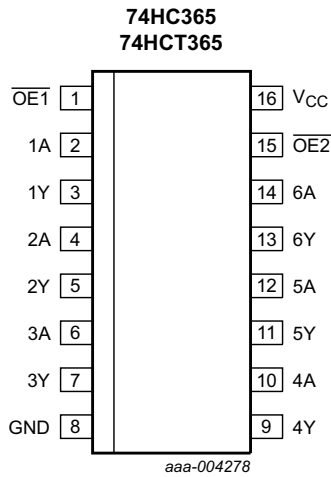 74HC365
74HCT365
OE1 1 16 VCC
1A 2 15 OE2
1Y 3 14 6A
2A 4 13 6Y
2Y 5 12 5A
3A 6 11 5Y
3Y 7 10 4A
GND 8 9 4Y
aaa-004278